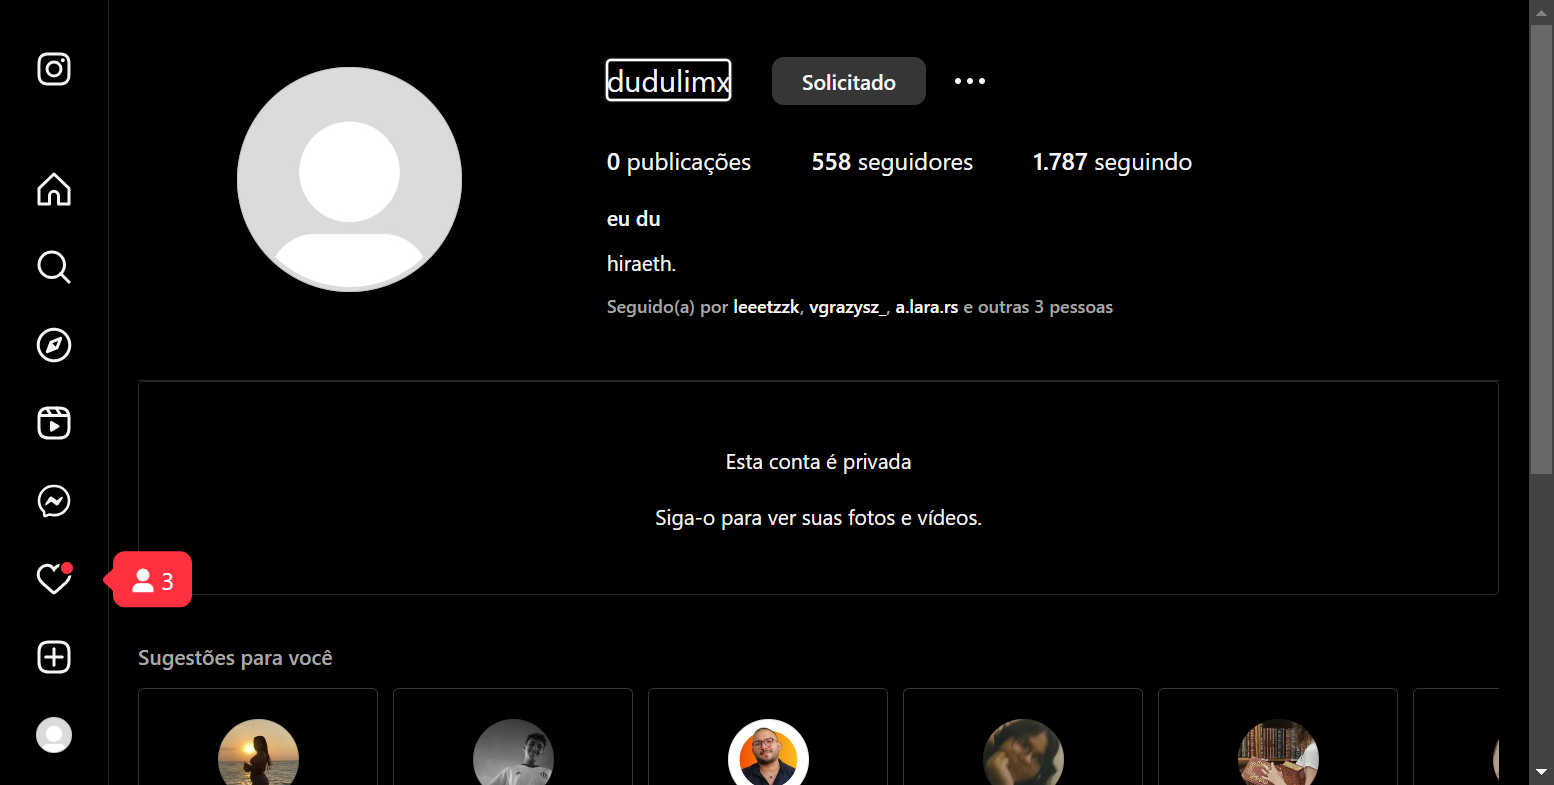 dudulimx Solicitado
0 publicações 558 seguidores 1.787 seguindo
eu du
hiraeth.
Seguido(a) por leeetzzk, vgrazysz_, a.lara.rs e outras 3 pessoas
Esta conta é privada
Siga-o para ver suas fotos e vídeos.
3
Sugestões para você